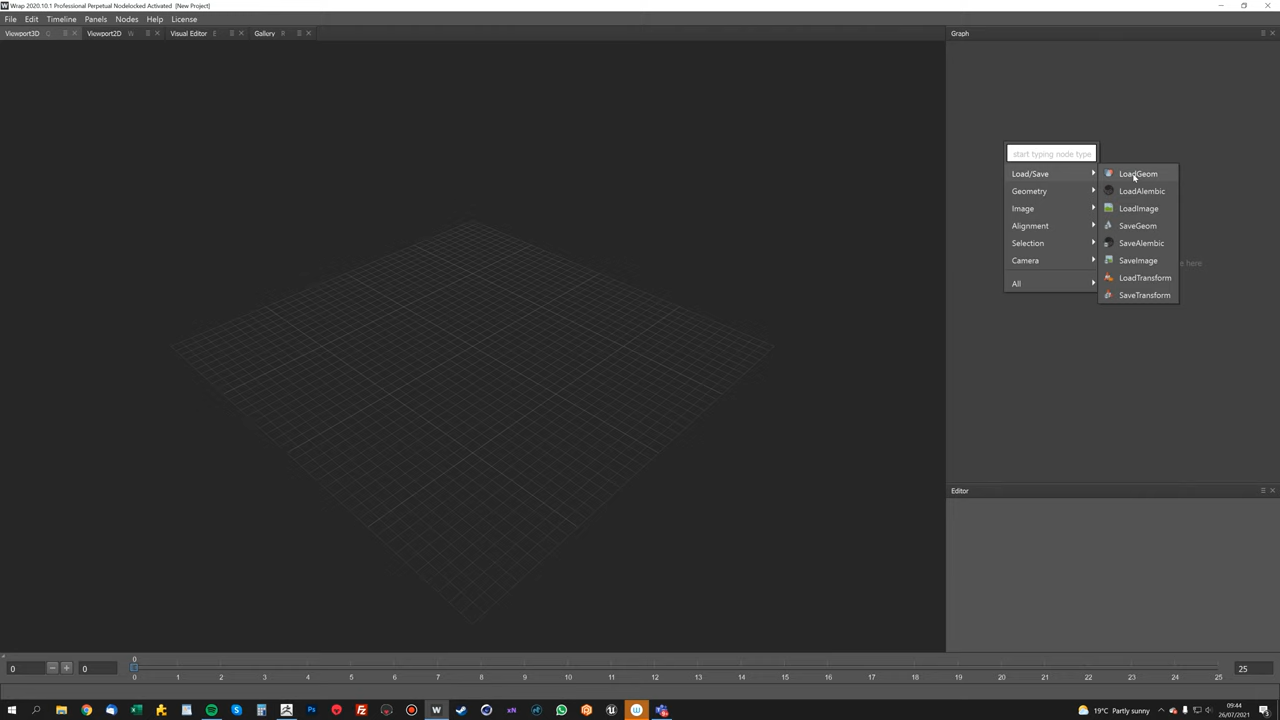 Wrap 2020.10.1 Professional Perpetual Nodelocked Activated [New Project]
File Edit Timeline Panels Nodes Help License
Viewport3D Q Viewport2D W Visual Editor E Gallery R Graph
start typing node type
Load/Save
Geometry
Image
Alignment
Selection
Camera
All
LoadGeom
LoadAlembic
LoadImage
SaveGeom
SaveAlembic
SaveImage
LoadTransform
SaveTransform
here
Editor
0
0 0 25
0 1 2 3 4 5 6 7 8 9 10 11 12 13 14 15 16 17 18 19 20 21 22 23 24 25
19°C Partly sunny
09:44
26/07/2021